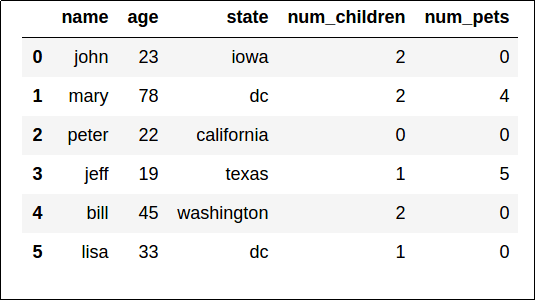 name age state num_children num_pets
0 john 23 iowa 2 0
1 mary 78 dc 2 4
2 peter 22 california 0 0
3 jeff 19 texas 1 5
4 bill 45 washington 2 0
5 lisa 33 dc 1 0